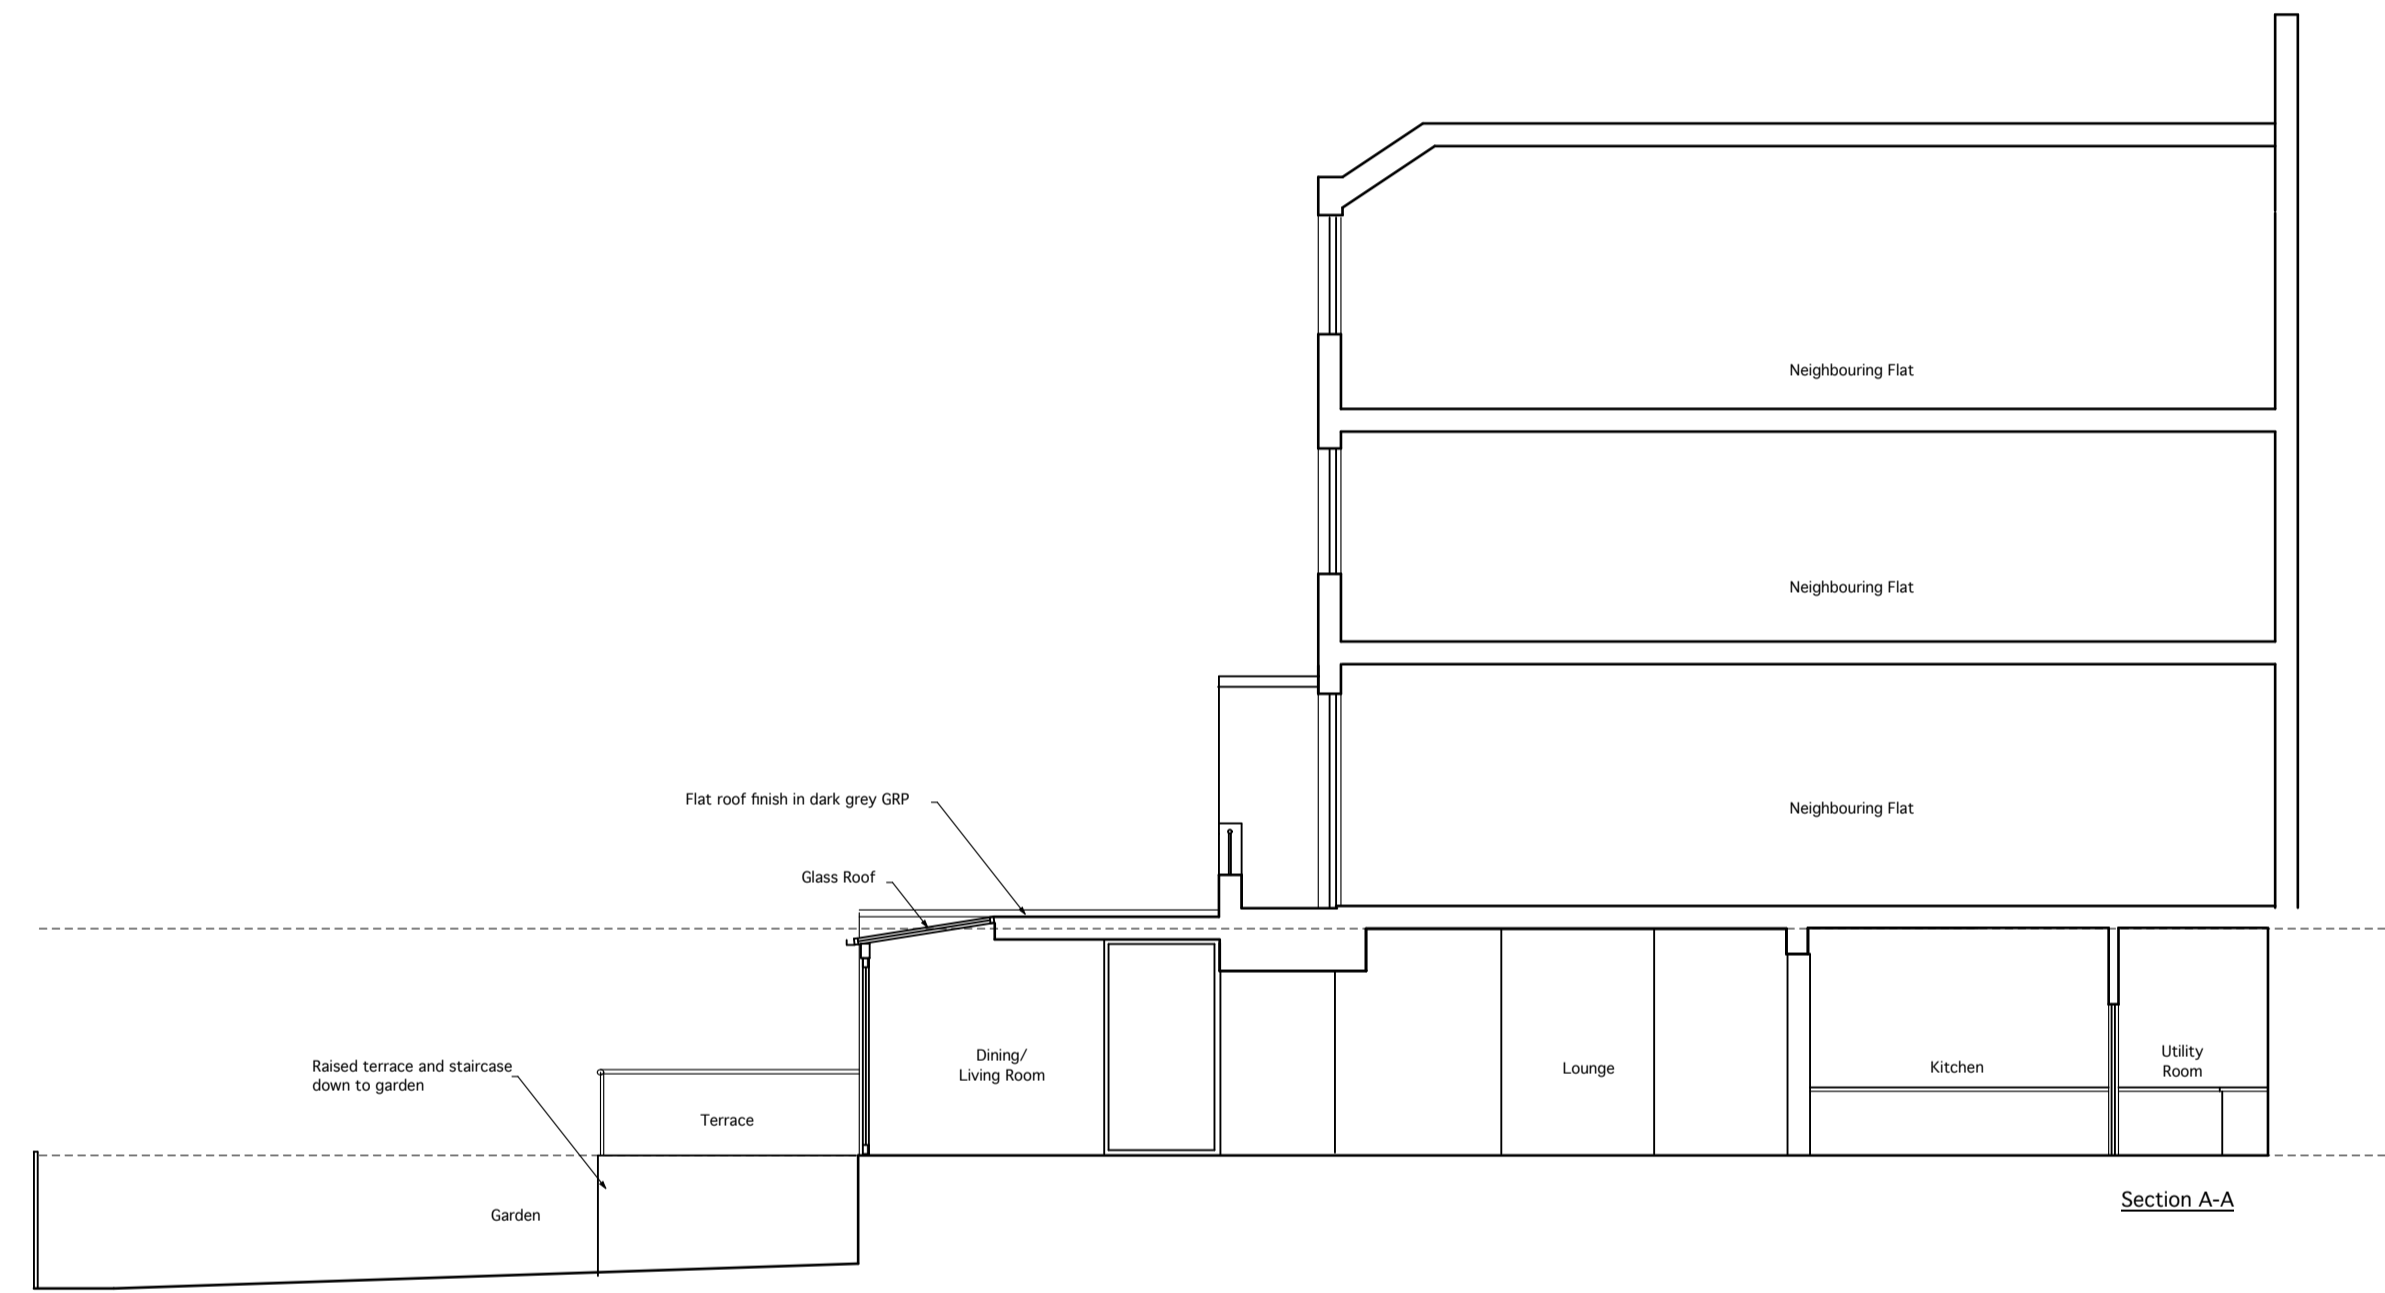 Neighbouring Flat
Neighbouring Flat
Flat roof finish in dark grey GRP
Neighbouring Flat
Glass Roof
Raised terrace and staircase
down to garden
Terrace
Dining/
Living Room
Lounge
Kitchen
Utility
Room
Garden
Section A-A